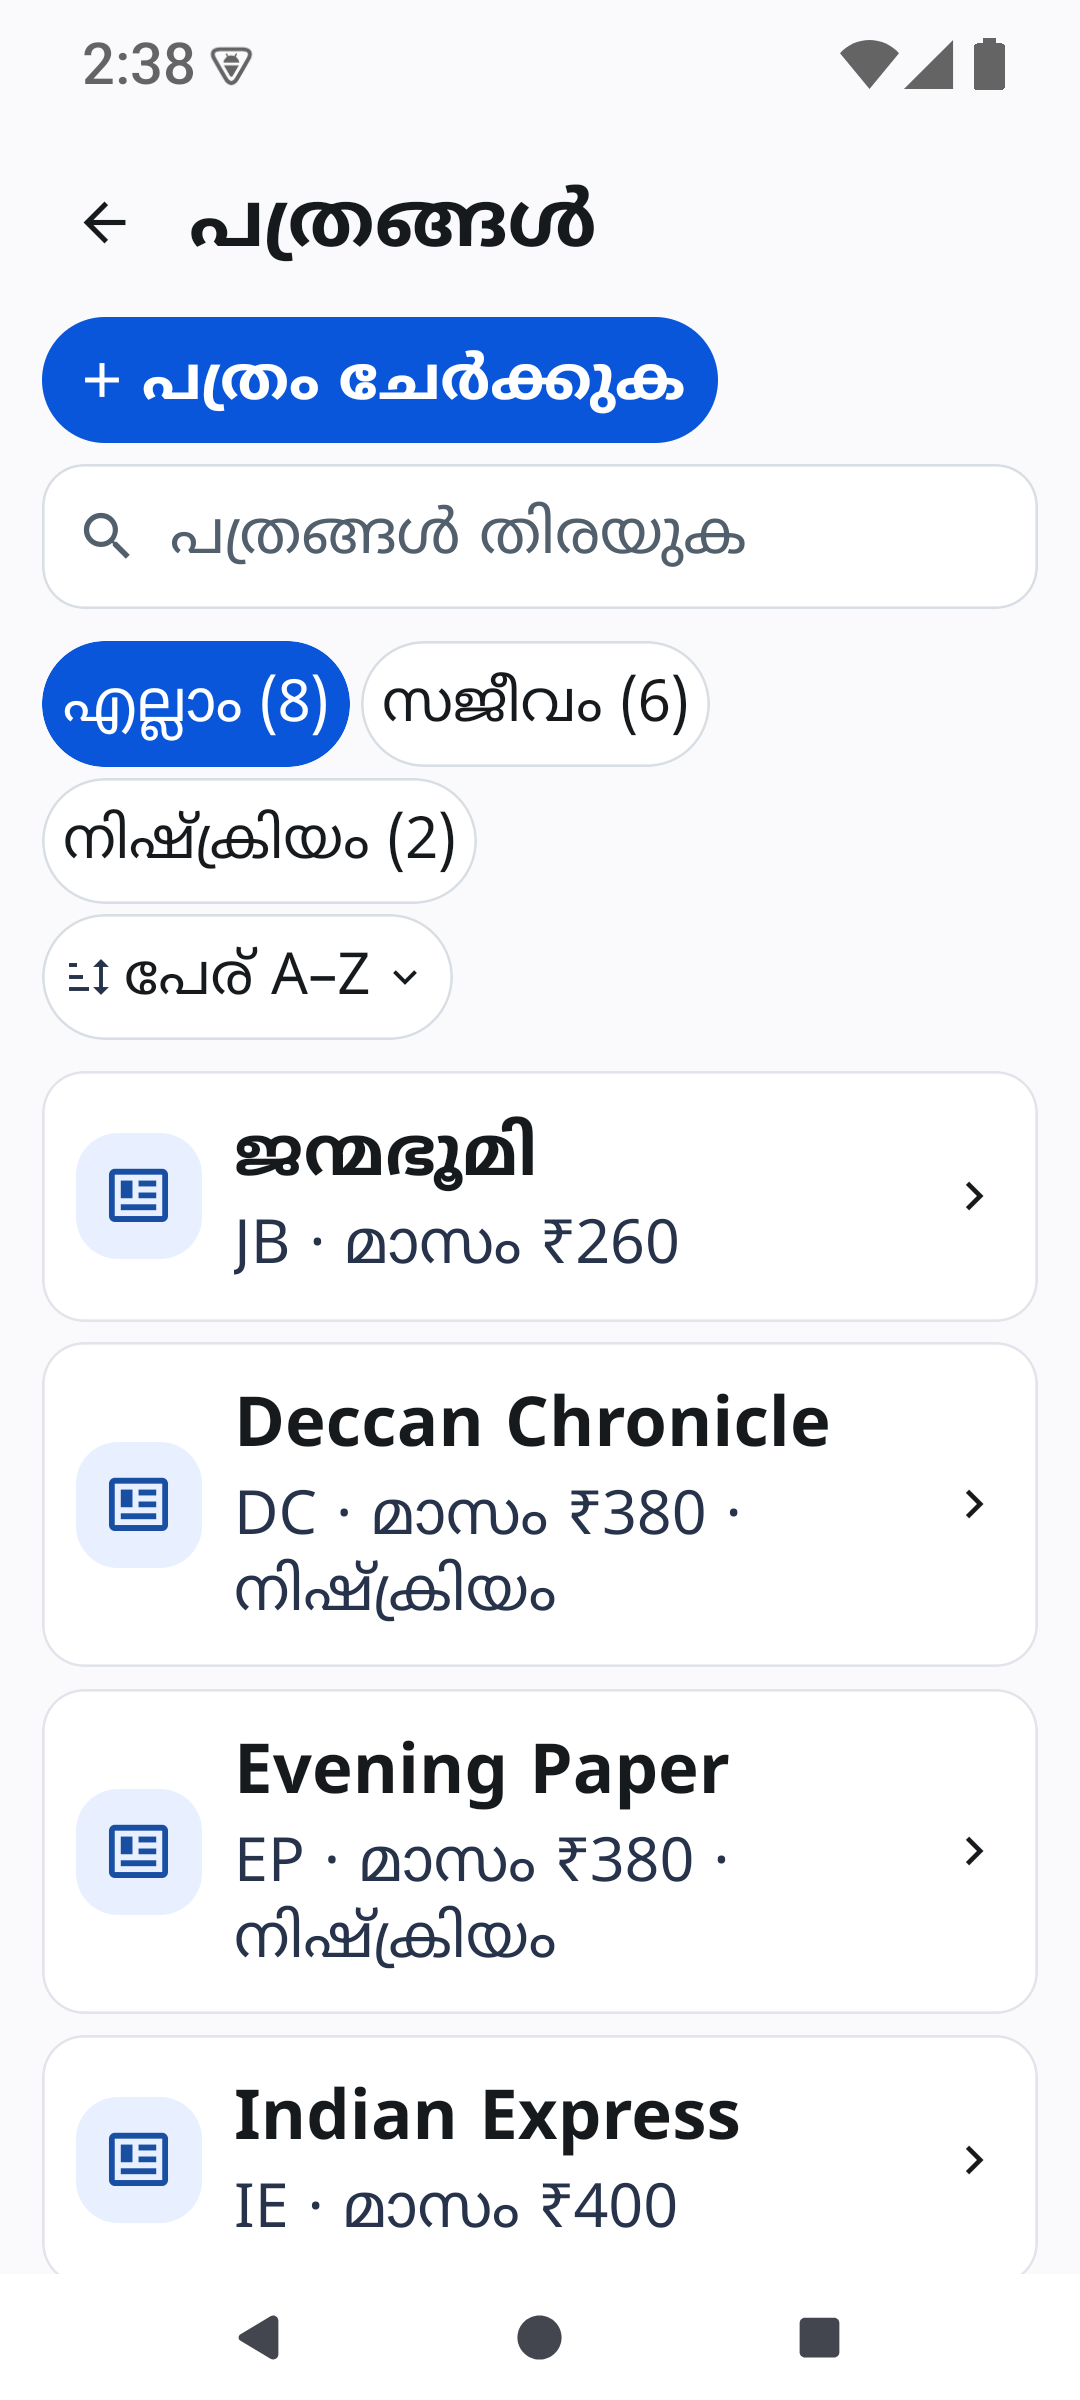 2:38
പത്രങ്ങൾ
+ പത്രം ചേർക്കുക
പത്രങ്ങൾ തിരയുക
എല്ലാം (8) സജീവം (6)
നിഷ്ക്രിയം (2)
പേര് A–Z
ജന്മഭൂമി
JB · മാസം ₹260
Deccan Chronicle
DC · മാസം ₹380 ·
നിഷ്ക്രിയം
Evening Paper
EP · മാസം ₹380 ·
നിഷ്ക്രിയം
Indian Express
IE · മാസം ₹400